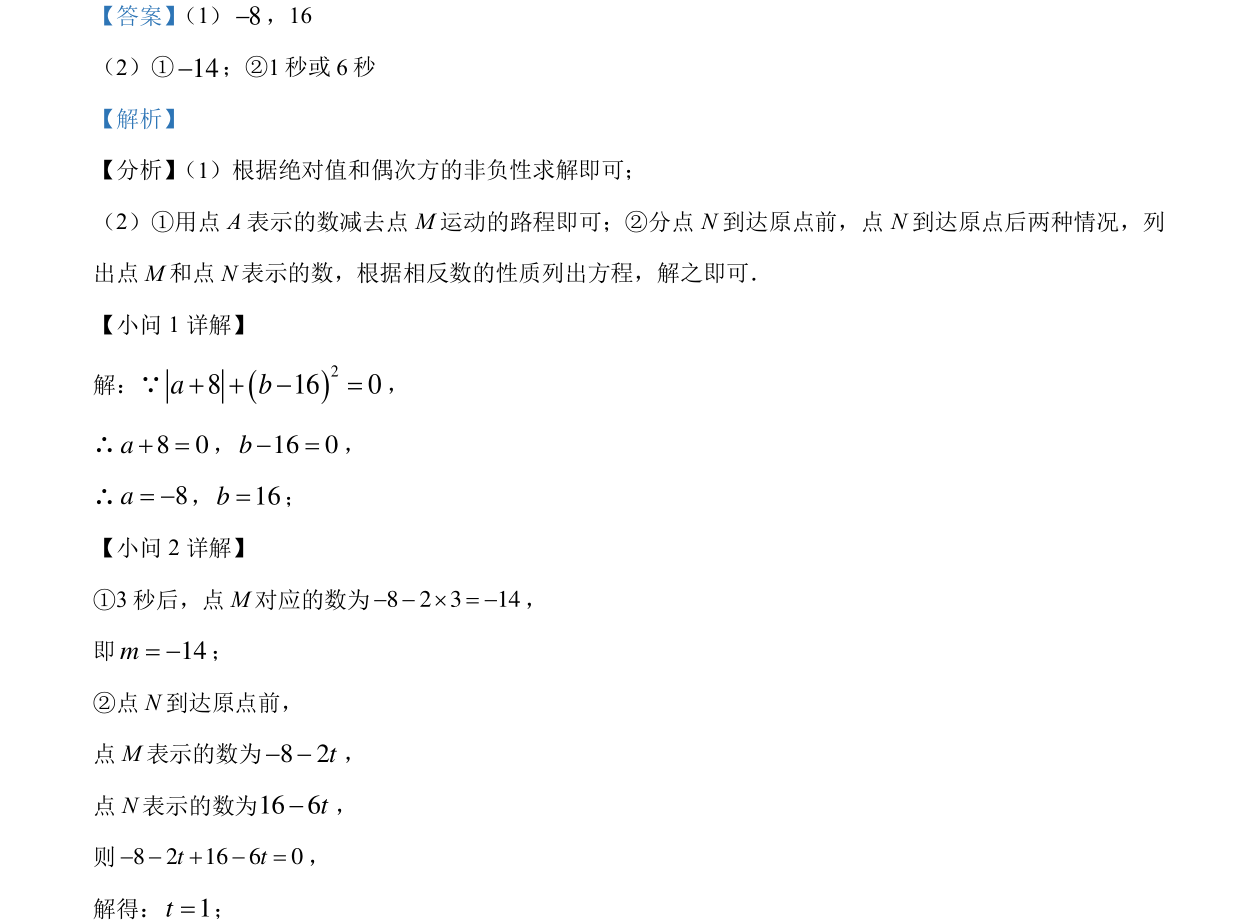 【答案】（1）−8，16
（2）①−14；②1 秒或 6 秒
【解析】
【分析】（1）根据绝对值和偶次方的非负性求解即可；
（2）①用点 A 表示的数减去点 M 运动的路程即可；②分点 N 到达原点前，点 N 到达原点后两种情况，列
出点 M 和点 N 表示的数，根据相反数的性质列出方程，解之即可．
【小问 1 详解】
解：∵|a+8|+(b−16)²=0，
∴a+8=0，b−16=0，
∴a=−8，b=16；
【小问 2 详解】
①3 秒后，点 M 对应的数为−8−2×3=−14，
即 m=−14；
②点 N 到达原点前，
点 M 表示的数为−8−2t，
点 N 表示的数为16−6t，
则−8−2t+16−6t=0，
解得：t=1；